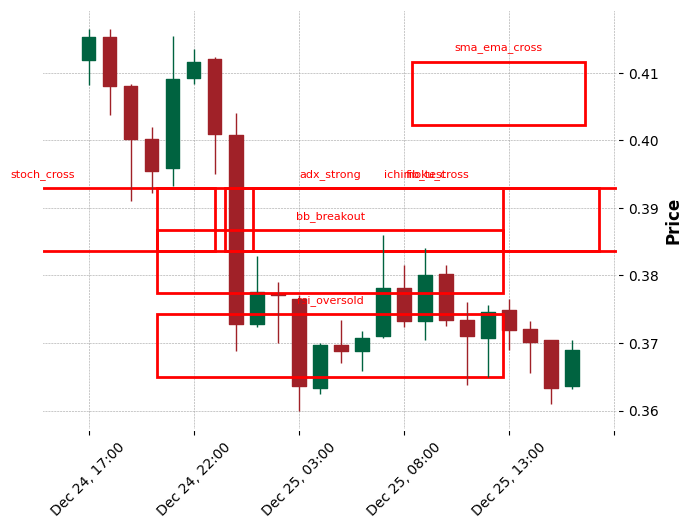 sma_ema_cross
0.41
0.40
stoch_cross
adx_strong
0.39
bb_breakout
0.38
0.37
0.36
Price
Dec 24, 17:00
Dec 24, 22:00
Dec 25, 03:00
Dec 25, 08:00
Dec 25, 13:00